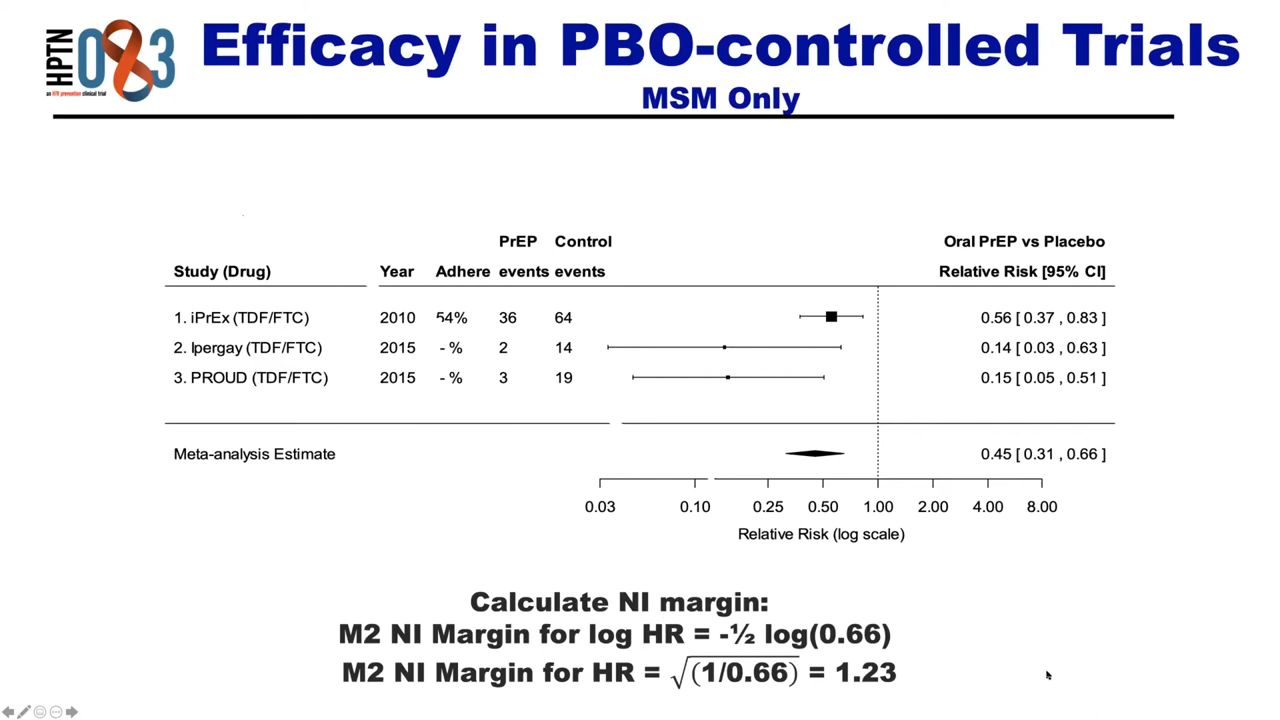 HPTN 083
an HIV prevention clinical trial
Efficacy in PBO-controlled Trials
MSM Only
PrEP Control Oral PrEP vs Placebo
Study (Drug) Year Adhere events events Relative Risk [95% CI]
1. iPrEx (TDF/FTC) 2010 54% 36 64 0.56 [ 0.37 , 0.83 ]
2. Ipergay (TDF/FTC) 2015 - % 2 14 0.14 [ 0.03 , 0.63 ]
3. PROUD (TDF/FTC) 2015 - % 3 19 0.15 [ 0.05 , 0.51 ]
Meta-analysis Estimate 0.45 [ 0.31 , 0.66 ]
0.03 0.10 0.25 0.50 1.00 2.00 4.00 8.00
Relative Risk (log scale)
Calculate NI margin:
M2 NI Margin for log HR = -½ log(0.66)
M2 NI Margin for HR = √(1/0.66) = 1.23